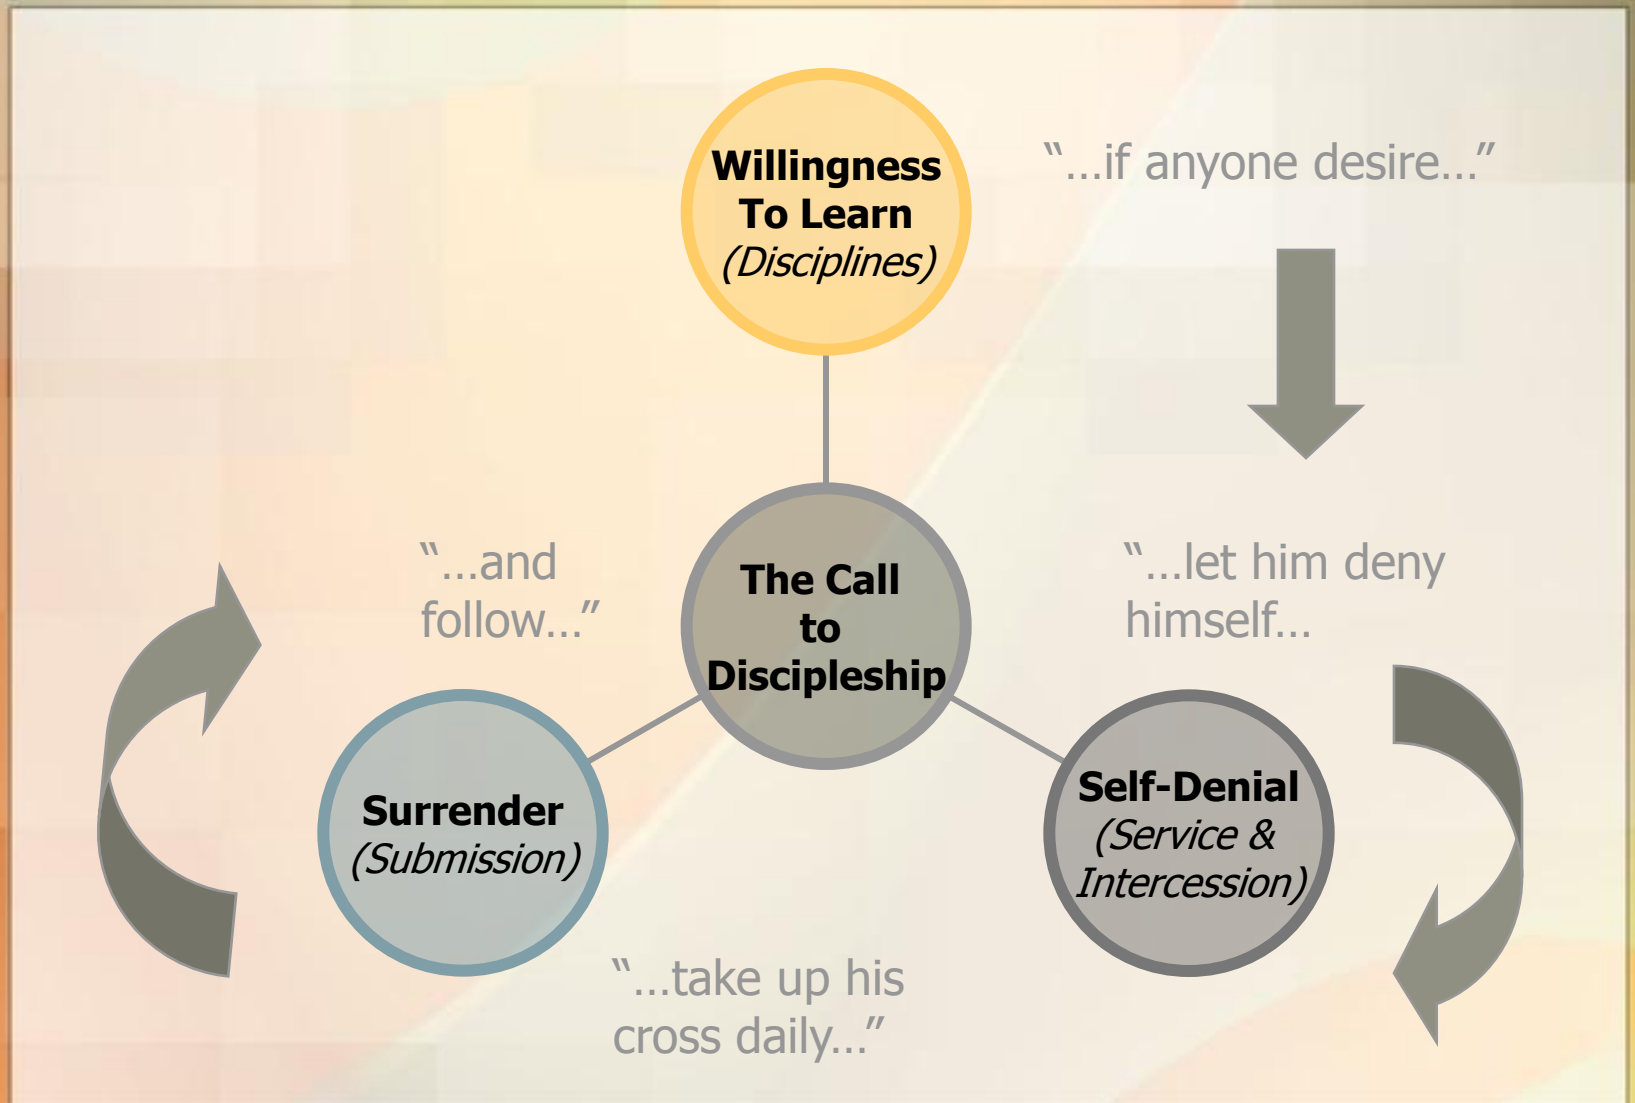 Willingness
To Learn
(Disciplines)
“…if anyone desire…”
“…and
follow…”
The Call
to
Discipleship
“…let him deny
himself…
Surrender
(Submission)
Self-Denial
(Service &
Intercession)
“…take up his
cross daily…”